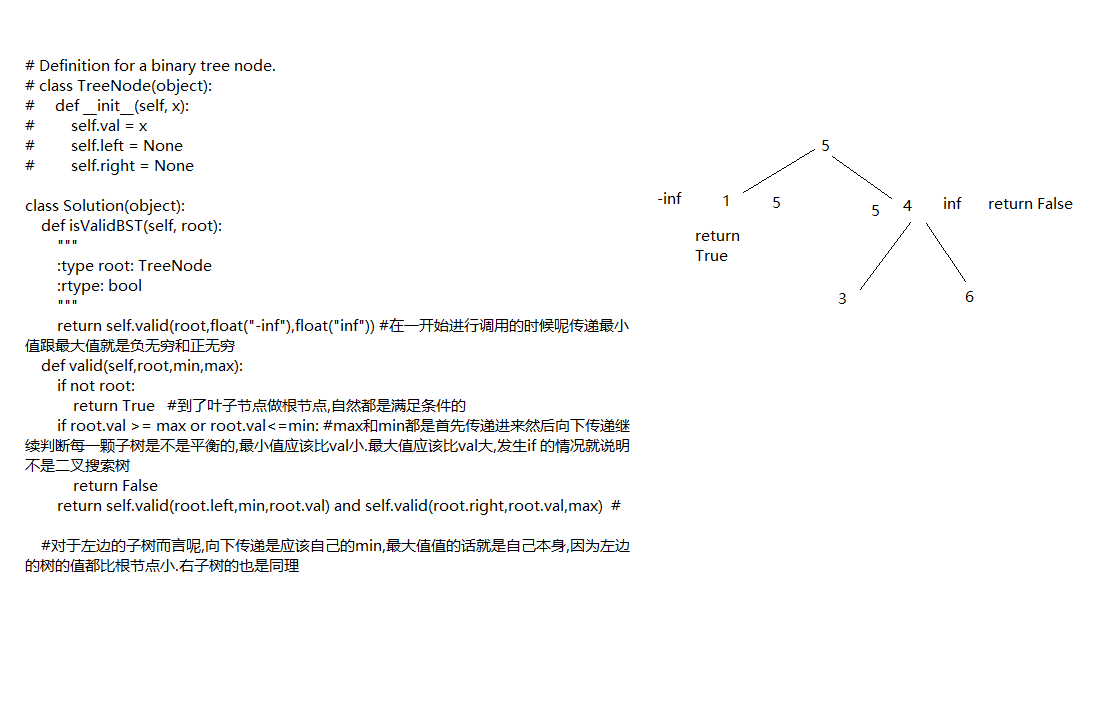 # Definition for a binary tree node.
# class TreeNode(object):
#     def __init__(self, x):
#         self.val = x
#         self.left = None
#         self.right = None
class Solution(object):
    def isValidBST(self, root):
        """
        :type root: TreeNode
        :rtype: bool
        """
        return self.valid(root,float("-inf"),float("inf")) #在一开始进行调用的时候呢传递最小
值跟最大值就是负无穷和正无穷
    def valid(self,root,min,max):
        if not root:
            return True   #到了叶子节点做根节点,自然都是满足条件的
        if root.val >= max or root.val<=min: #max和min都是首先传递进来然后向下传递继
续判断每一颗子树是不是平衡的,最小值应该比val小.最大值应该比val大,发生if 的情况就说明
不是二叉搜索树
            return False
        return self.valid(root.left,min,root.val) and self.valid(root.right,root.val,max)  #
    #对于左边的子树而言呢,向下传递是应该自己的min,最大值值的话就是自己本身,因为左边
的树的值都比根节点小.右子树的也是同理
5
-inf 1 5 5 4 inf return False
return
True
3 6